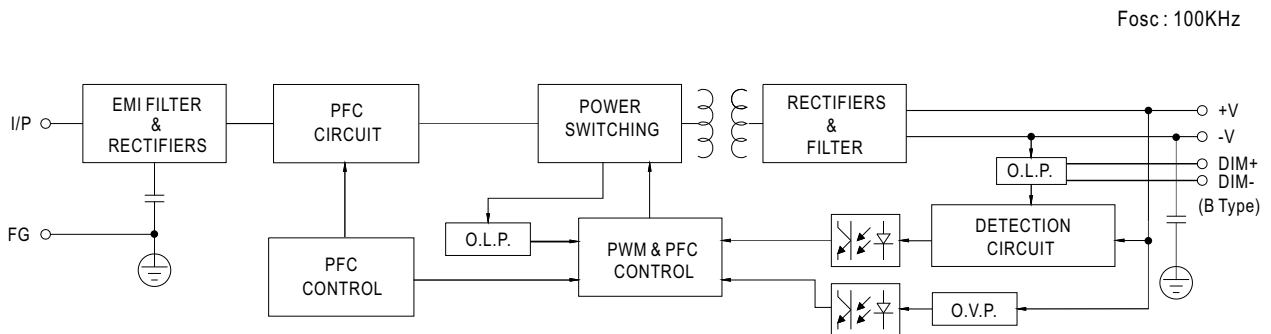 Fosc : 100KHz
I/P
EMI FILTER
&
RECTIFIERS
PFC
CIRCUIT
POWER
SWITCHING
RECTIFIERS
&
FILTER
+V
-V
DIM+
DIM-
(B Type)
O.L.P.
FG
O.L.P.
PFC
CONTROL
PWM & PFC
CONTROL
DETECTION
CIRCUIT
O.V.P.